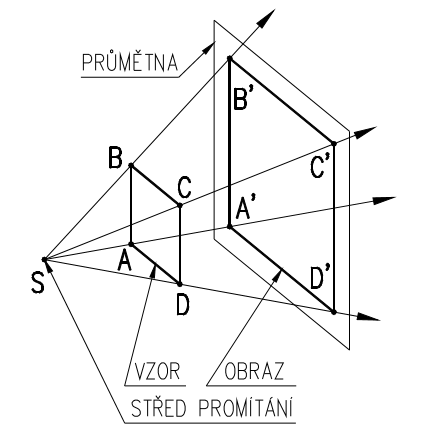 PRŮMĚTNA
B'
B
C'
C
A'
A
D'
S
D
VZOR
OBRAZ
STŘED PROMÍTÁNÍ